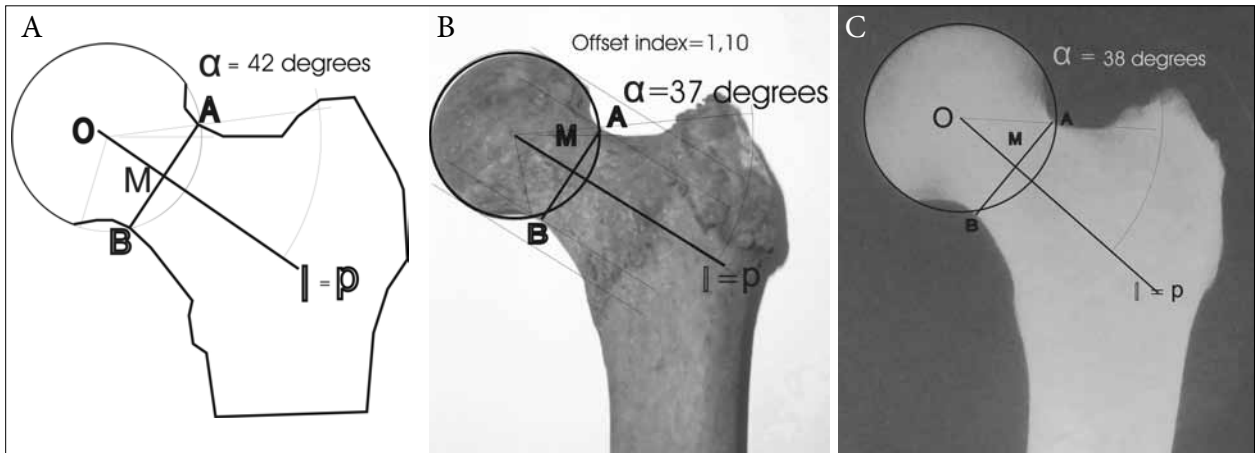 A
α = 42 degrees
O
A
M
B
l = p
B
Offset index=1,10
α=37 degrees
A
M
B
l = p
C
α = 38 degrees
O
A
M
B
l = p